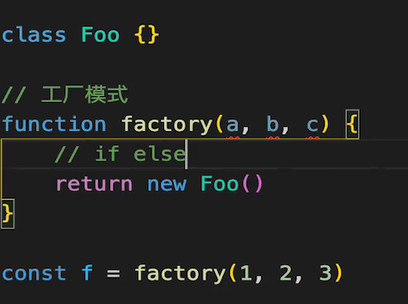 class Foo {}
// 工厂模式
function factory(a, b, c) {
    // if else
    return new Foo()
}
const f = factory(1, 2, 3)